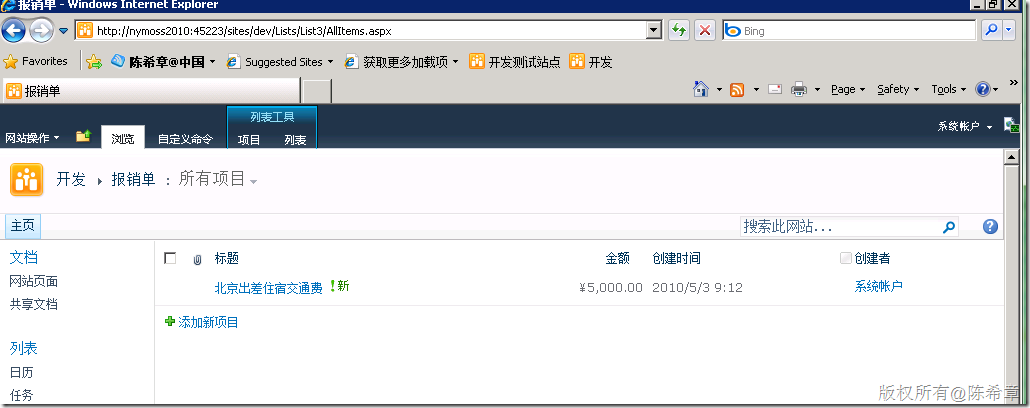 报销单 - Windows Internet Explorer
http://nymoss2010:45223/sites/dev/Lists/List3/AllItems.aspx
Bing
Favorites 陈希章@中国 Suggested Sites 获取更多加载项 开发测试站点 开发
报销单
Page Safety Tools
列表工具
网站操作 浏览 自定义命令 项目 列表 系统帐户
开发 报销单 : 所有项目
主页 搜索此网站...
文档
网站页面
共享文档
列表
日历
任务
标题 金额 创建时间 创建者
北京出差住宿交通费 !新 ¥5,000.00 2010/5/3 9:12 系统帐户
添加新项目
版权所有@陈希章